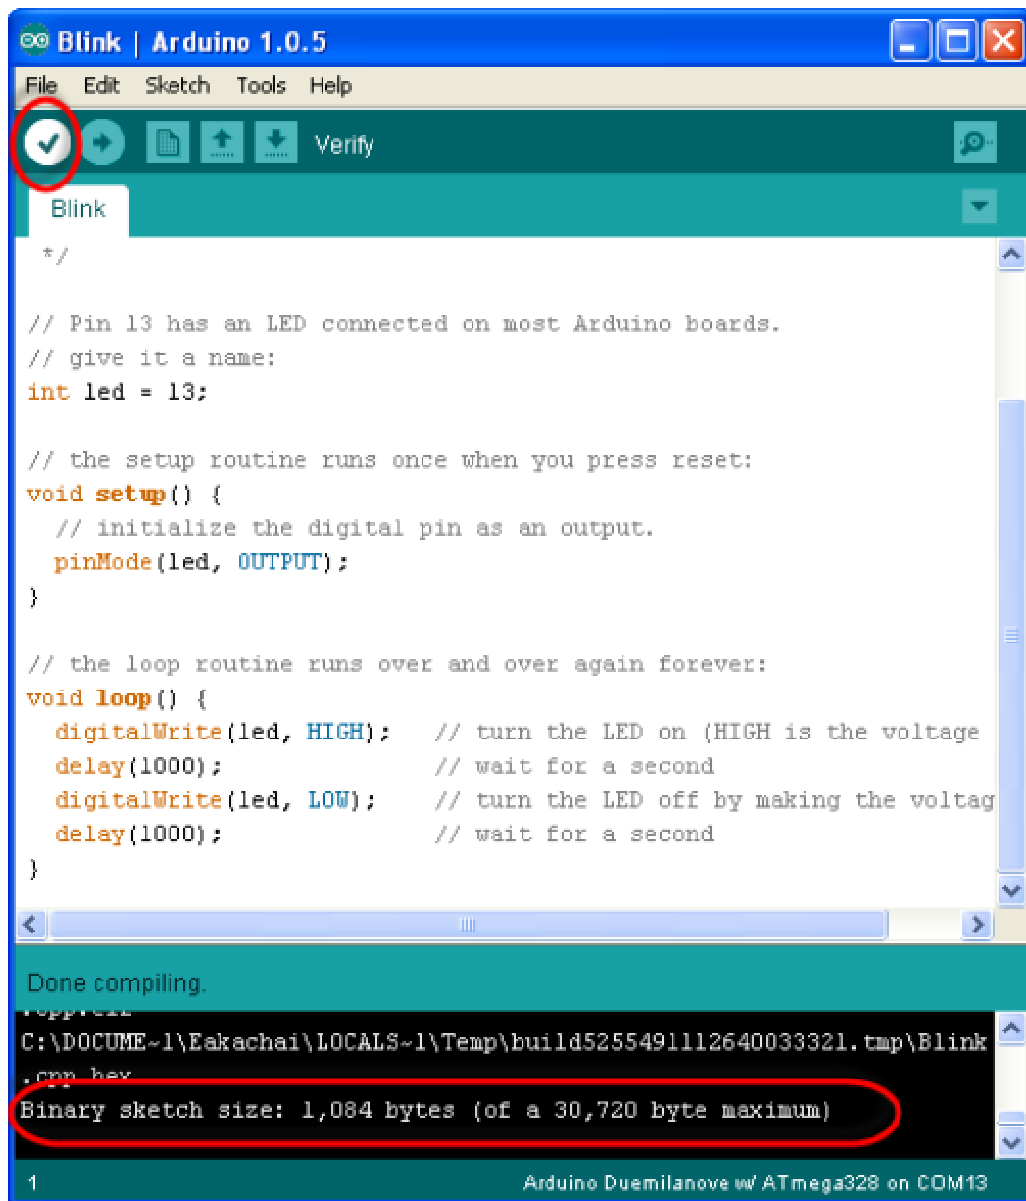 Blink | Arduino 1.0.5
File Edit Sketch Tools Help
Verify
Blink
*/
// Pin 13 has an LED connected on most Arduino boards.
// give it a name:
int led = 13;
// the setup routine runs once when you press reset:
void setup() {
// initialize the digital pin as an output.
pinMode(led, OUTPUT);
}
// the loop routine runs over and over again forever:
void loop() {
digitalWrite(led, HIGH); // turn the LED on (HIGH is the voltage
delay(1000); // wait for a second
digitalWrite(led, LOW); // turn the LED off by making the voltag
delay(1000); // wait for a second
}
Done compiling.
C:\DOCUME~1\Eakachai\LOCALS~1\Temp\build5255491112640033321.tmp\Blink
.cpp.hex
Binary sketch size: 1,084 bytes (of a 30,720 byte maximum)
1
Arduino Duemilanove w/ ATmega328 on COM13